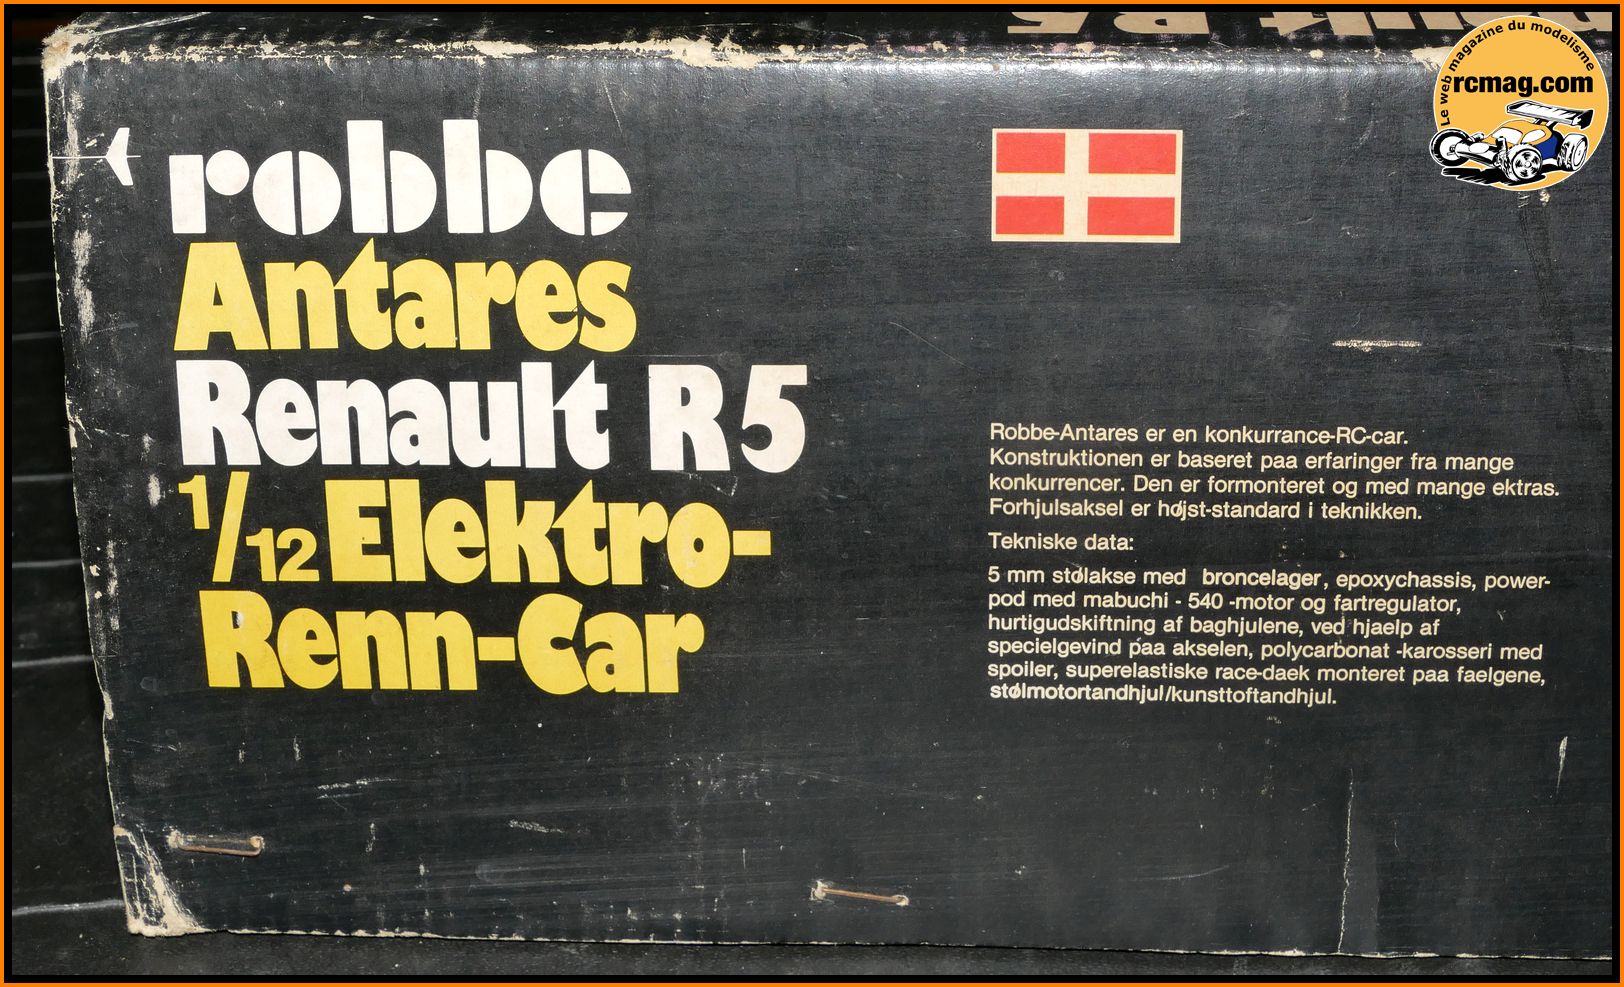 Renault R5
Le web magazine du modelisme
rcmag.com
robbe
Antares
Renault R5
1/12 Elektro-
Renn-Car
Robbe-Antares er en konkurrance-RC-car.
Konstruktionen er baseret paa erfaringer fra mange
konkurrencer. Den er formonteret og med mange ektras.
Forhjulsaksel er højst-standard i teknikken.
Tekniske data:
5 mm stølakse med broncelager, epoxychassis, power-
pod med mabuchi - 540 -motor og fartregulator,
hurtigudskiftning af baghjulene, ved hjaelp af
specielgevind paa akselen, polycarbonat -karosseri med
spoiler, superelastiske race-daek monteret paa faelgene,
stølmotortandhjul/kunsttoftandhjul.